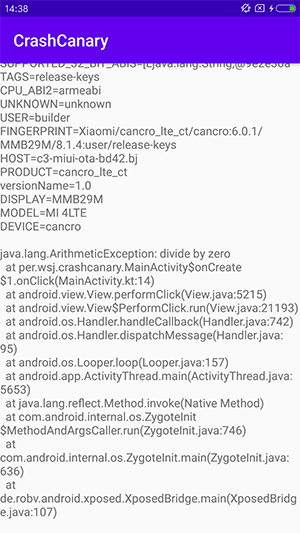 14:38
CrashCanary
SUPPORTED_32_BIT_ABIS=[Ljava.lang.String;@9e2e30a
TAGS=release-keys
CPU_ABI2=armeabi
UNKNOWN=unknown
USER=builder
FINGERPRINT=Xiaomi/cancro_lte_ct/cancro:6.0.1/
MMB29M/8.1.4:user/release-keys
HOST=c3-miui-ota-bd42.bj
PRODUCT=cancro_lte_ct
versionName=1.0
DISPLAY=MMB29M
MODEL=MI 4LTE
DEVICE=cancro
java.lang.ArithmeticException: divide by zero
at per.wsj.crashcanary.MainActivity$onCreate
$1.onClick(MainActivity.kt:14)
at android.view.View.performClick(View.java:5215)
at android.view.View$PerformClick.run(View.java:21193)
at android.os.Handler.handleCallback(Handler.java:742)
at android.os.Handler.dispatchMessage(Handler.java:
95)
at android.os.Looper.loop(Looper.java:157)
at android.app.ActivityThread.main(ActivityThread.java:
5653)
at java.lang.reflect.Method.invoke(Native Method)
at com.android.internal.os.ZygoteInit
$MethodAndArgsCaller.run(ZygoteInit.java:746)
at
com.android.internal.os.ZygoteInit.main(ZygoteInit.java:
636)
at
de.robv.android.xposed.XposedBridge.main(XposedBridg
e.java:107)